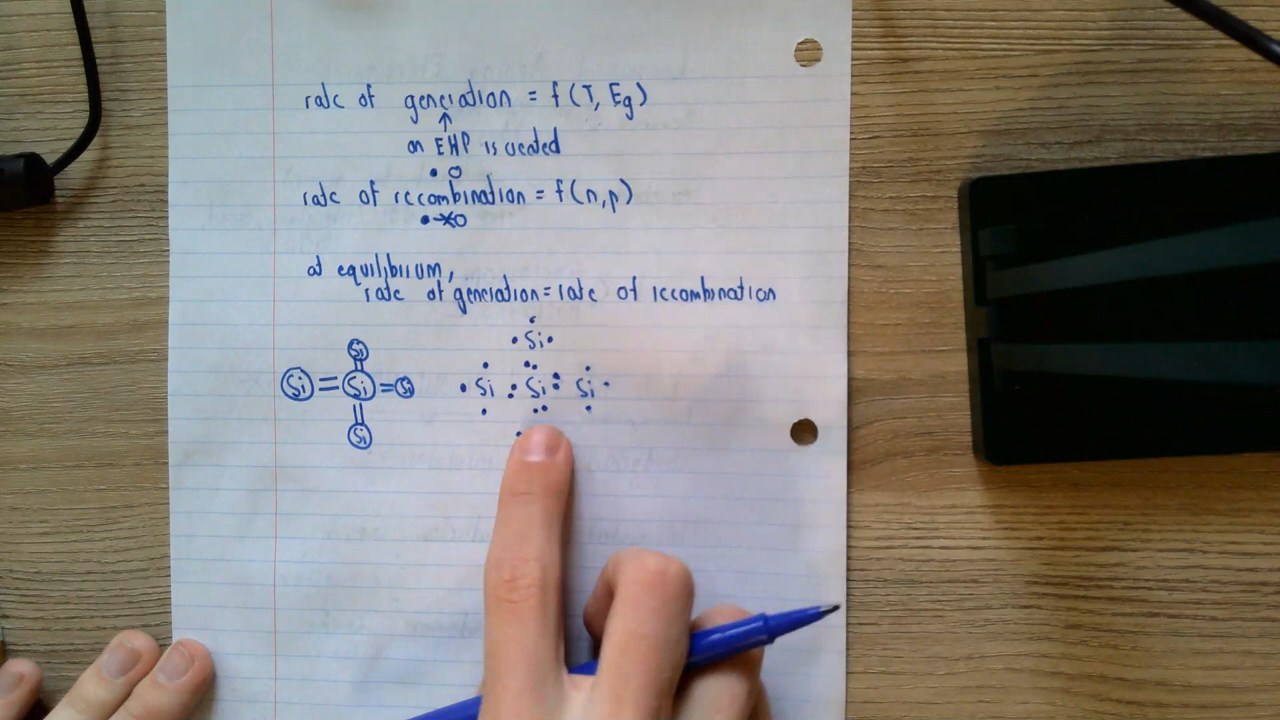 rate of generation = f(T, Eg)
↑
an EHP is created
rate of recombination = f(n,p)
at equilibrium,
rate of generation = rate of recombination
Si
Si = Si = Si
Si
Si
Si Si Si